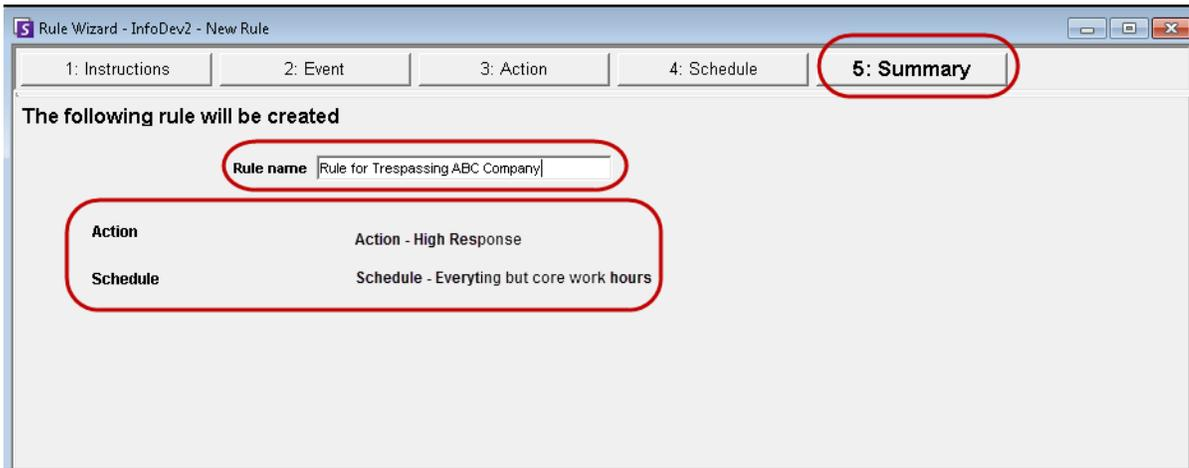 Rule Wizard - InfoDev2 - New Rule
1: Instructions 2: Event 3: Action 4: Schedule 5: Summary
The following rule will be created
Rule name Rule for Trespassing ABC Company
Action Action - High Response
Schedule Schedule - Everyting but core work hours